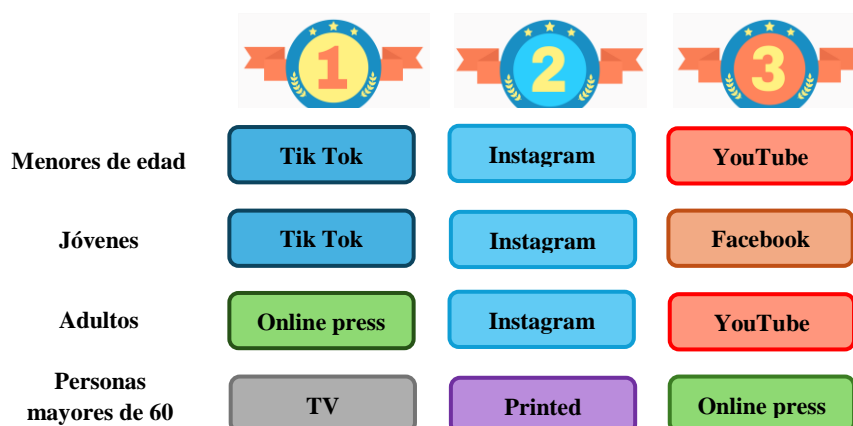 1 2 3
Menores de edad Tik Tok Instagram YouTube
Jóvenes Tik Tok Instagram Facebook
Adultos Online press Instagram YouTube
Personas
mayores de 60 TV Printed Online press